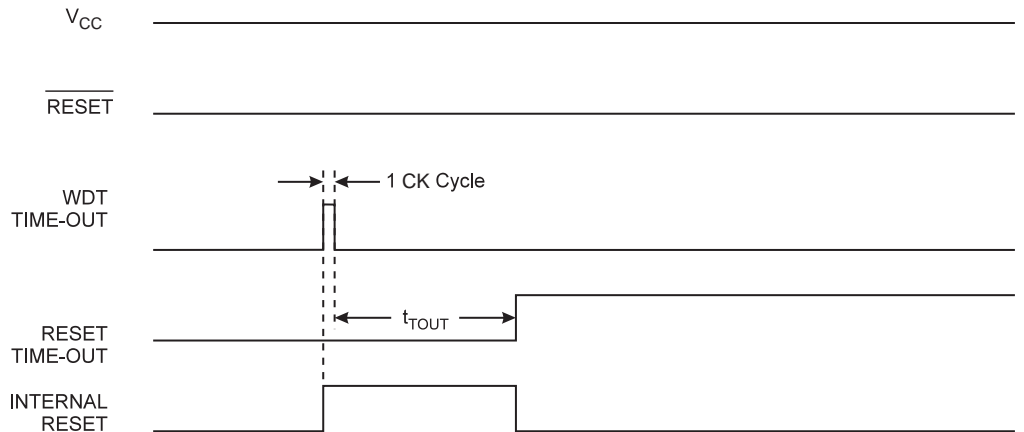 VCC
RESET
1 CK Cycle
WDT
TIME-OUT
tTOUT
RESET
TIME-OUT
INTERNAL
RESET